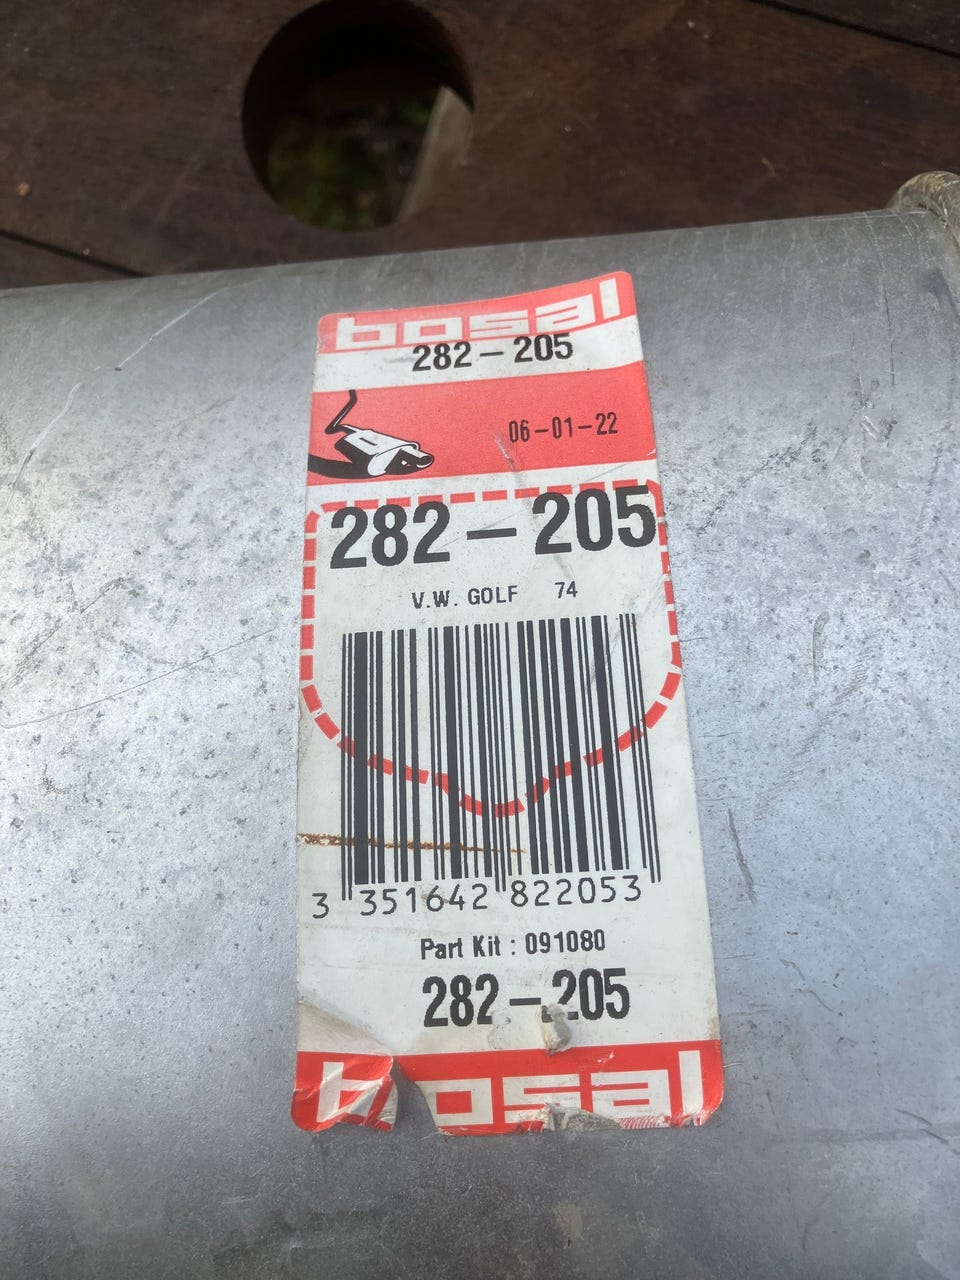 bosal
282-205
06-01-22
282-205
V.W. GOLF 74
3 351642 822053
Part Kit : 091080
282-205
bosal